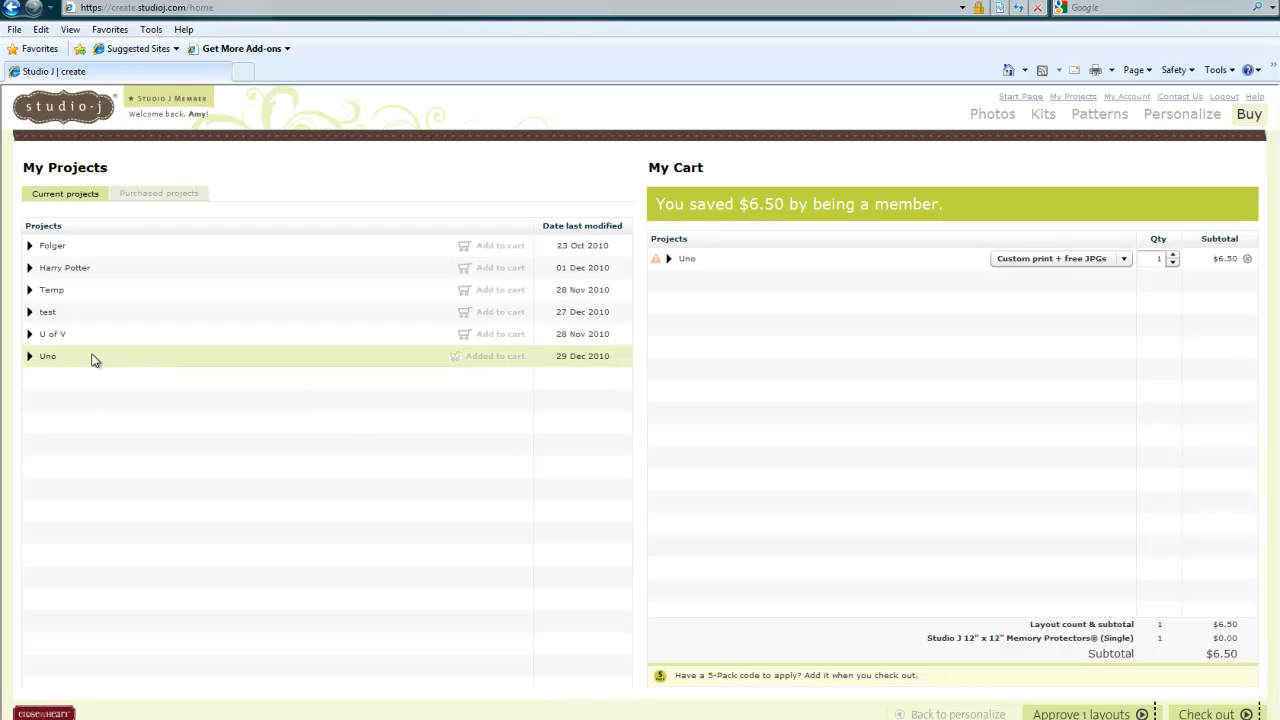 https://create.studioj.com/home
Google
File Edit View Favorites Tools Help
Favorites Suggested Sites Get More Add-ons
Studio J | create
Page Safety Tools
studio·j ★ STUDIO J MEMBER
Welcome back, Amy!
Start Page My Projects My Account Contact Us Logout Help
Photos Kits Patterns Personalize Buy
My Projects
Current projects Purchased projects
Projects Date last modified
Folger Add to cart 23 Oct 2010
Harry Potter Add to cart 01 Dec 2010
Temp Add to cart 28 Nov 2010
test Add to cart 27 Dec 2010
U of V Add to cart 28 Nov 2010
Uno Added to cart 29 Dec 2010
My Cart
You saved $6.50 by being a member.
Projects Qty Subtotal
Uno Custom print + free JPGs 1 $6.50
Layout count & subtotal 1 $6.50
Studio J 12" x 12" Memory Protectors® (Single) 1 $0.00
Subtotal $6.50
5 Have a 5-Pack code to apply? Add it when you check out.
CLOSE TO MY HEART Back to personalize Approve 1 layouts Check out